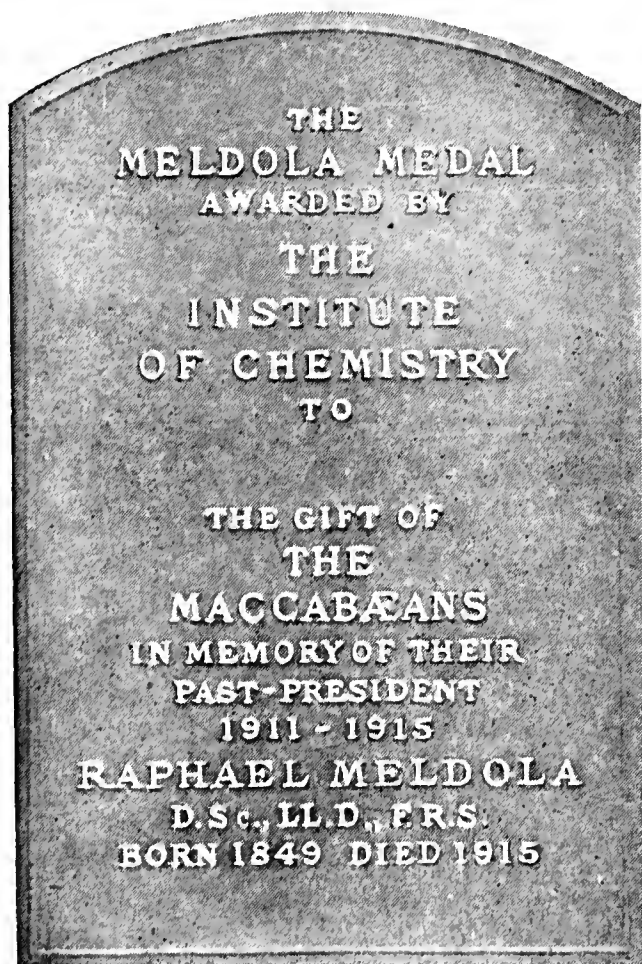 THE
MELDOLA MEDAL
AWARDED BY
THE
INSTITUTE
OF CHEMISTRY
TO
THE GIFT OF
THE
MACCABÆANS
IN MEMORY OF THEIR
PAST-PRESIDENT
1911-1915
RAPHAEL MELDOLA
D.Sc., LL.D., F.R.S.
BORN 1849 DIED 1915